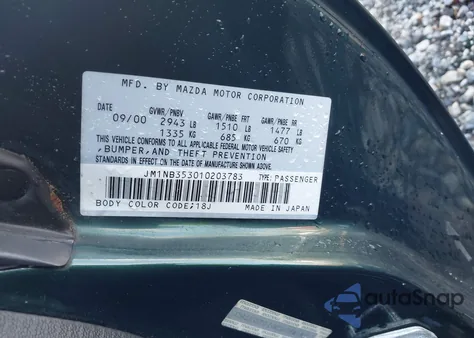 MFD. BY MAZDA MOTOR CORPORATION
DATE GVWR/PNBV GAWR/PNBE FRT GAWR/PNBE RR
09/00 2943 LB 1510 LB 1477 LB
1335 KG 685 KG 670 KG
THIS VEHICLE CONFORMS TO ALL APPLICABLE FEDERAL MOTOR VEHICLE SAFETY
, BUMPER, AND THEFT PREVENTION
STANDARDS IN EFFECT ON THE DATE OF MANUFACTURE SHOWN ABOVE.
JM1NB353010203783 TYPE: PASSENGER
BODY COLOR CODE: 18J MADE IN JAPAN
autoSnap